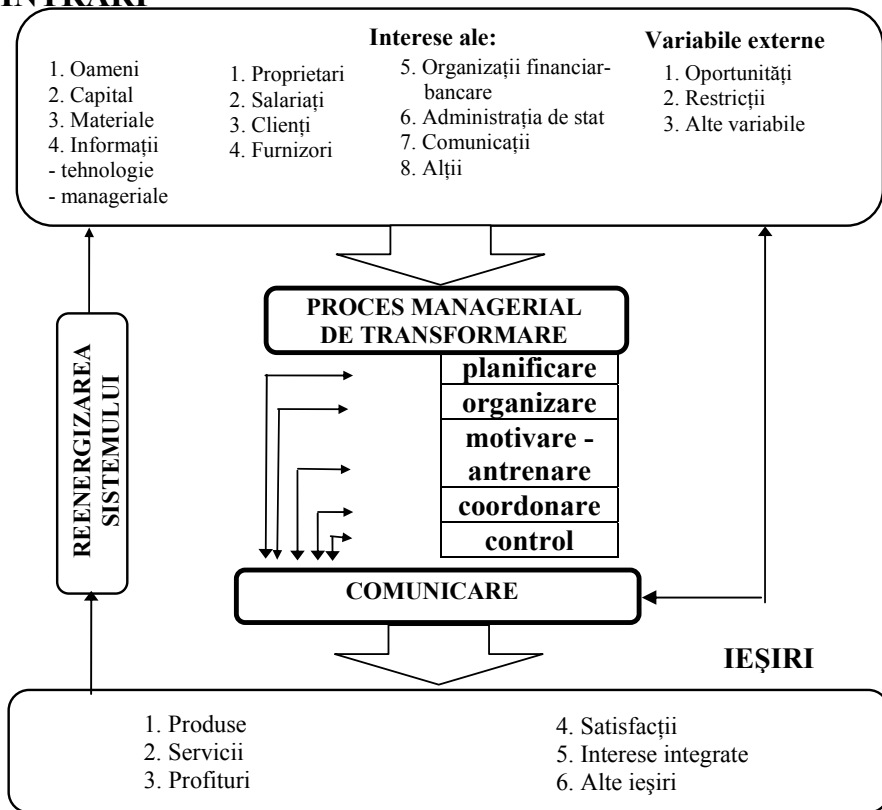 INTRĂRI
Interese ale:
Variabile externe
1. Oameni
2. Capital
3. Materiale
4. Informații
- tehnologie
- manageriale
1. Proprietari
2. Salariați
3. Clienți
4. Furnizori
5. Organizații financiar-
bancare
6. Administrația de stat
7. Comunicații
8. Alții
1. Oportunități
2. Restricții
3. Alte variabile
PROCES MANAGERIAL
DE TRANSFORMARE
planificare
organizare
motivare -
antrenare
coordonare
control
REENERGIZAREA
SISTEMULUI
COMUNICARE
IEȘIRI
1. Produse
2. Servicii
3. Profituri
4. Satisfacții
5. Interese integrate
6. Alte ieșiri